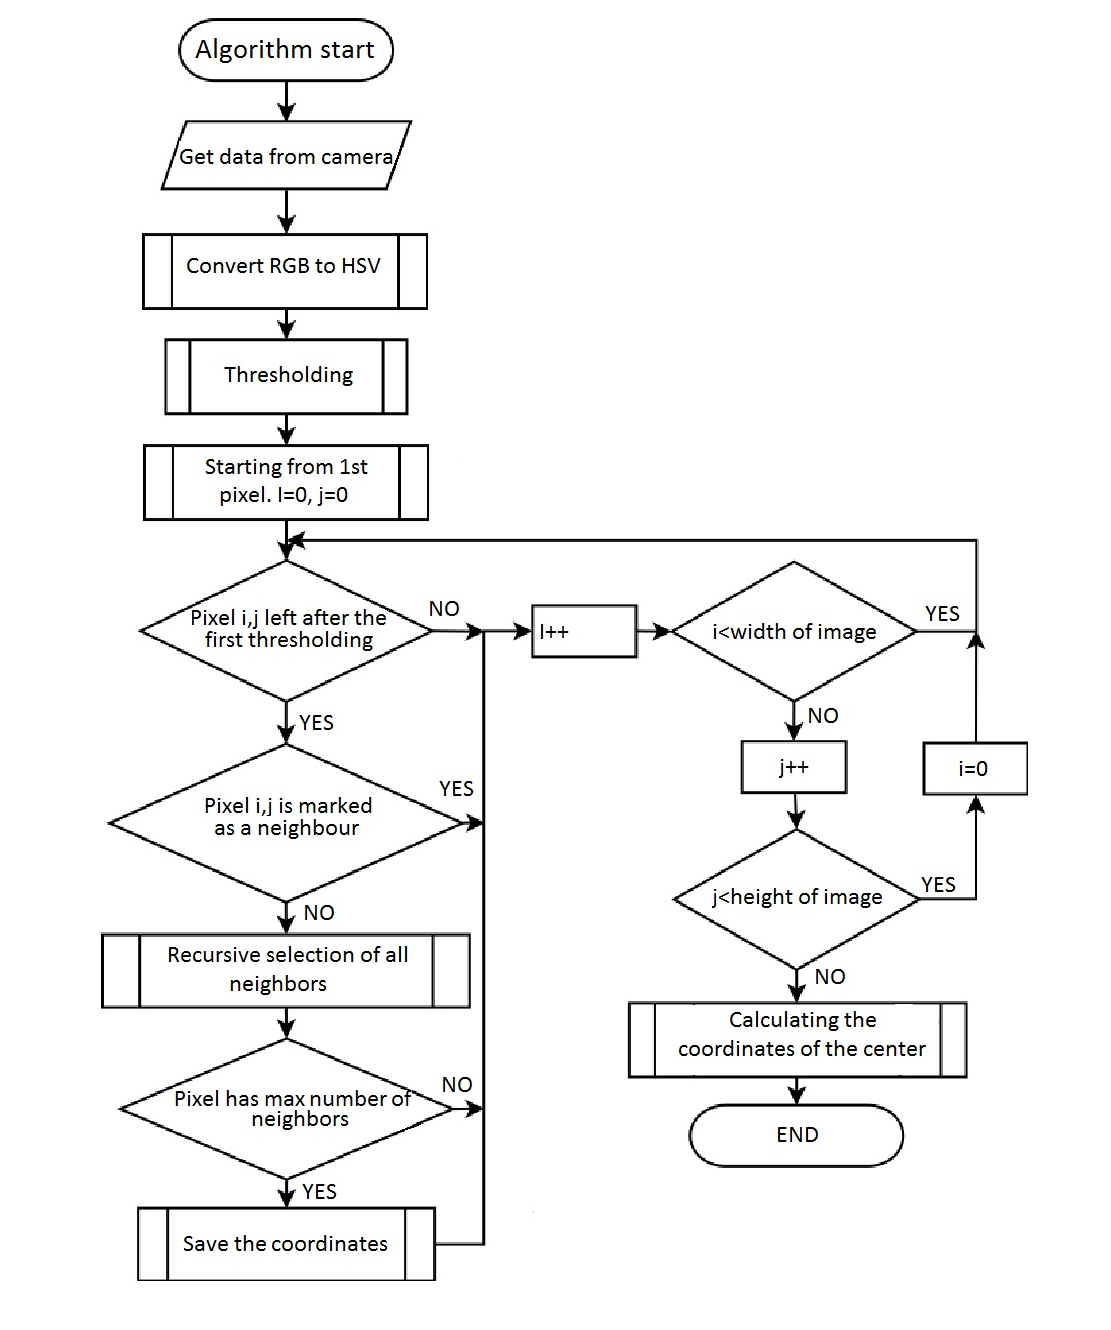 Algorithm start
Get data from camera
Convert RGB to HSV
Thresholding
Starting from 1st
pixel. I=0, j=0
Pixel i,j left after the
first thresholding
NO
YES
Pixel i,j is marked
as a neighbour
YES
NO
Recursive selection of all
neighbors
Pixel has max number of
neighbors
NO
YES
Save the coordinates
I++
i<width of image
YES
NO
j++
i=0
j<height of image
YES
NO
Calculating the
coordinates of the center
END